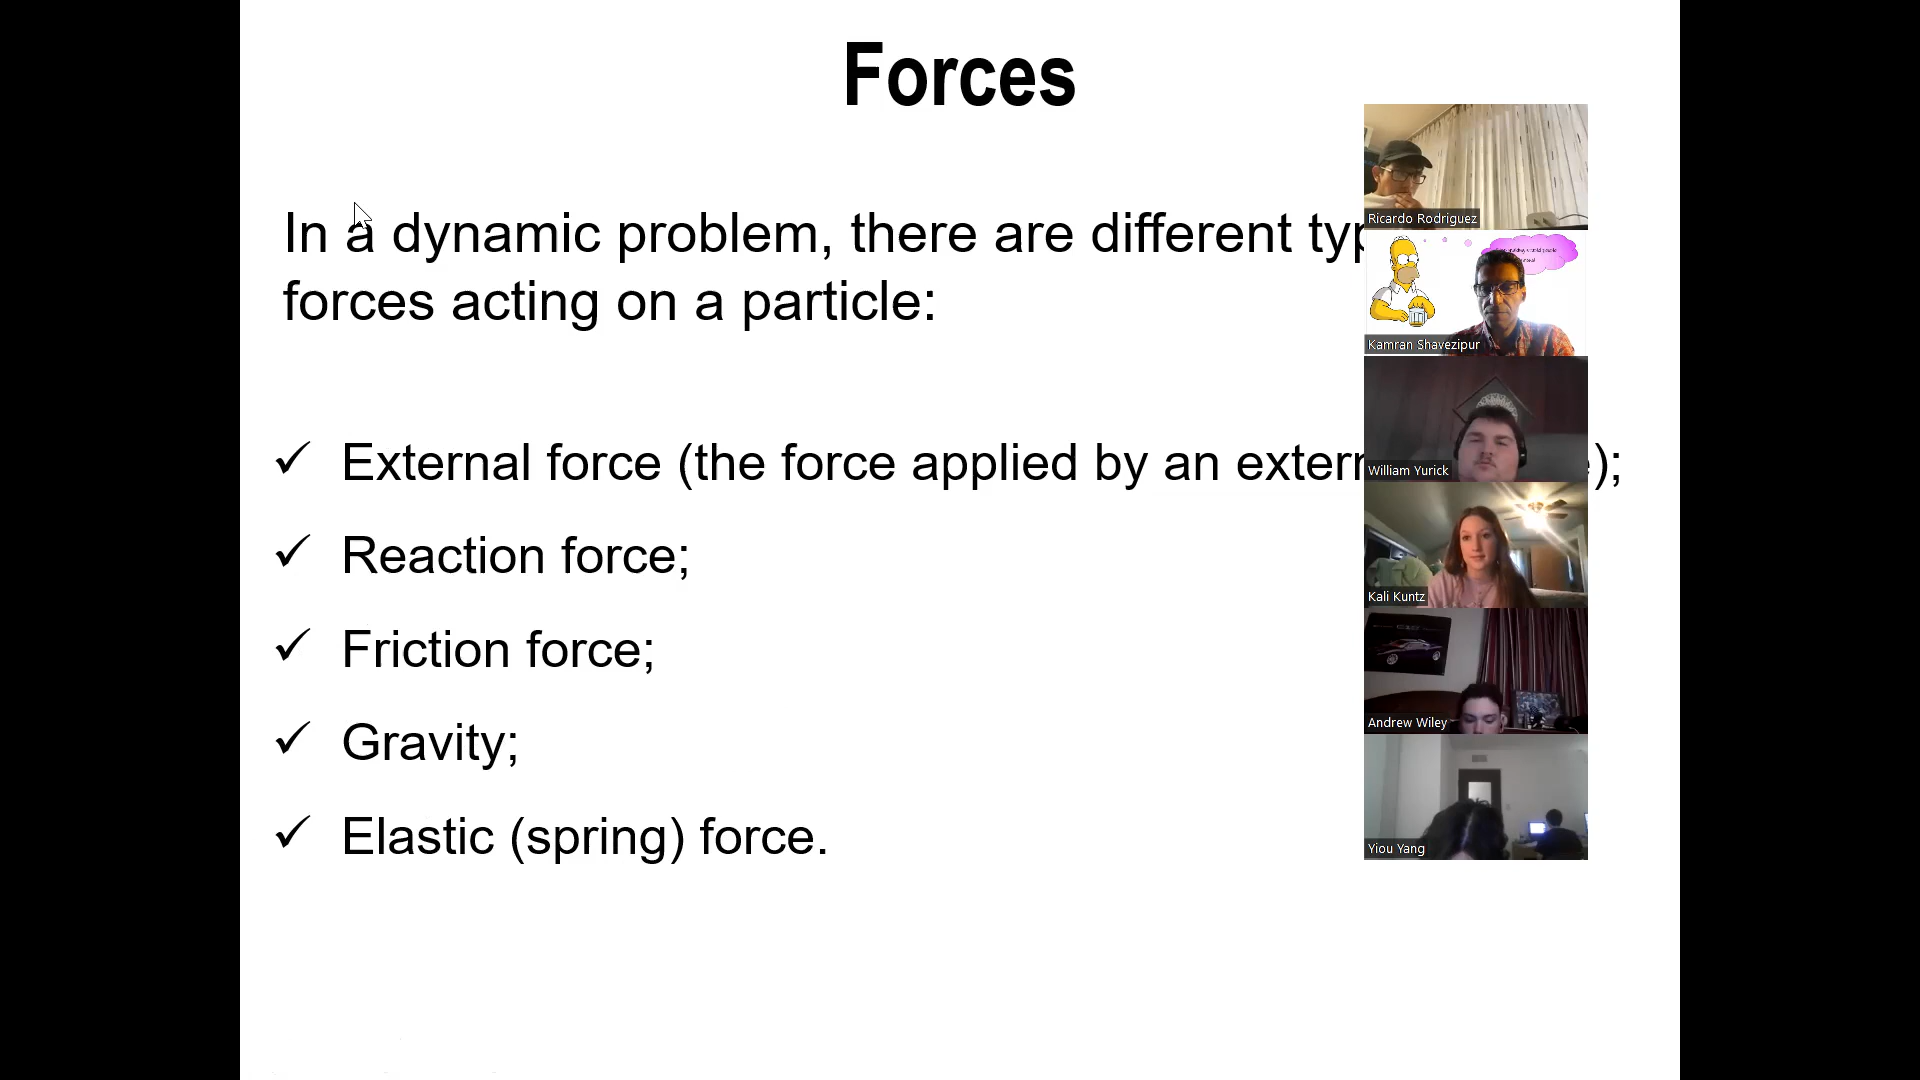 Forces
In a dynamic problem, there are different typ
forces acting on a particle:
✓ External force (the force applied by an extern );
✓ Reaction force;
✓ Friction force;
✓ Gravity;
✓ Elastic (spring) force.
Ricardo Rodriguez
Kamran Shavezipur
William Yurick
Kali Kuntz
Andrew Wiley
Yiou Yang